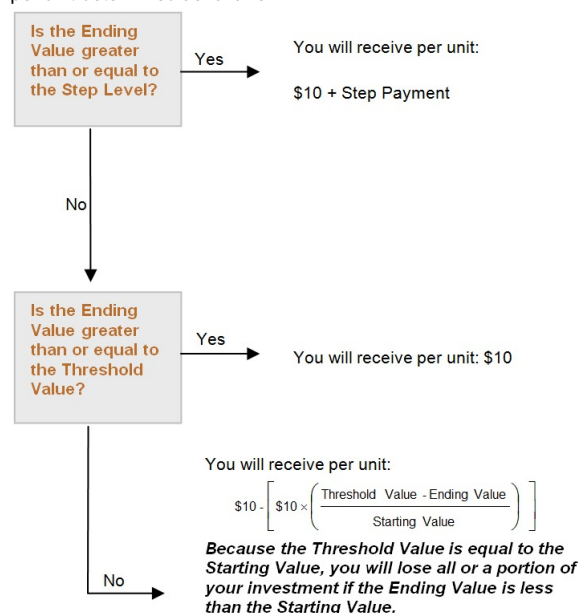 Is the Ending
Value greater
than or equal to
the Step Level?
Yes
You will receive per unit:
$10 + Step Payment
No
Is the Ending
Value greater
than or equal to
the Threshold
Value?
Yes
You will receive per unit: $10
You will receive per unit:
$10 - [ $10 × ( Threshold Value - Ending Value
Starting Value ) ]
Because the Threshold Value is equal to the
Starting Value, you will lose all or a portion of
your investment if the Ending Value is less
than the Starting Value.
No